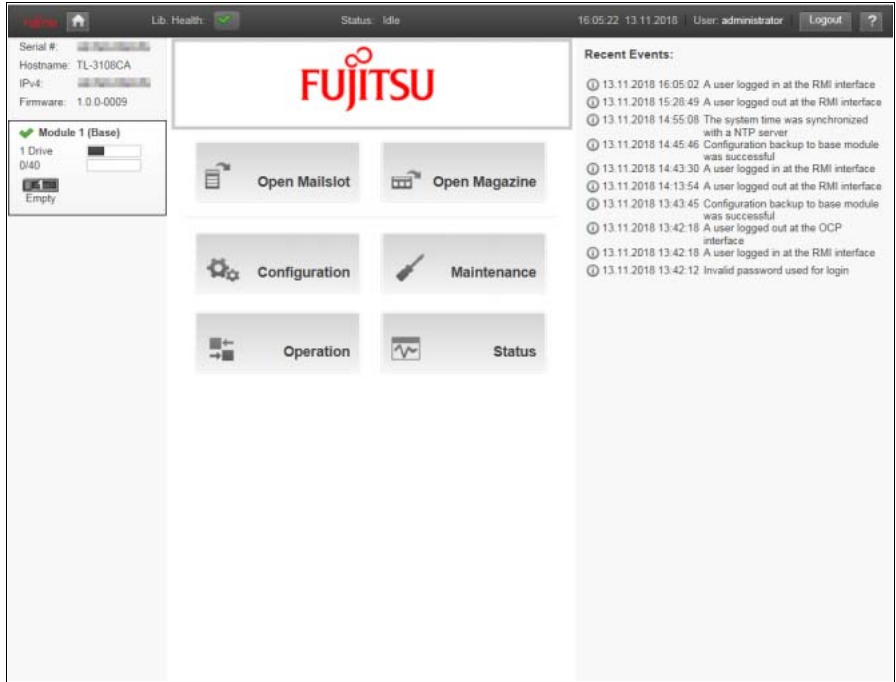 FUJITSU
Lib. Health:
Status: Idle
16:05:22 13.11.2018
User: administrator
Logout
?
Serial #:
Hostname: TL-3108CA
IPv4:
Firmware: 1.0.0-0009
Module 1 (Base)
1 Drive
0/40
Empty
FUJITSU
Open Mailslot
Open Magazine
Configuration
Maintenance
Operation
Status
Recent Events:
13.11.2018 16:05:02 A user logged in at the RMI interface
13.11.2018 15:28:49 A user logged out at the RMI interface
13.11.2018 14:55:08 The system time was synchronized
with a NTP server
13.11.2018 14:45:46 Configuration backup to base module
was successful
13.11.2018 14:43:30 A user logged in at the RMI interface
13.11.2018 14:13:54 A user logged out at the RMI interface
13.11.2018 13:43:45 Configuration backup to base module
was successful
13.11.2018 13:42:18 A user logged out at the OCP
interface
13.11.2018 13:42:18 A user logged in at the RMI interface
13.11.2018 13:42:12 Invalid password used for login